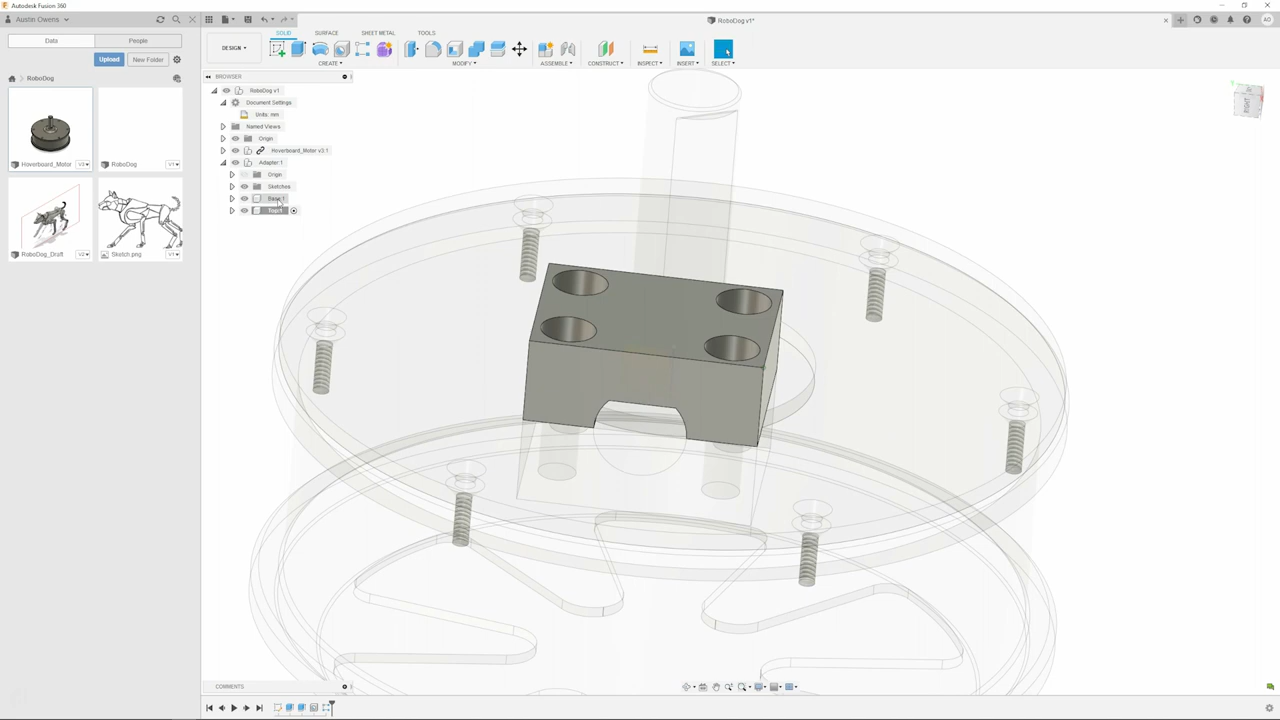 Autodesk Fusion 360
Austin Owens
RoboDog v1*
AO
Data
People
Upload
New Folder
RoboDog
Hoverboard_Motor
V3
RoboDog
V1
RoboDog_Draft
V2
Sketch.png
V1
DESIGN
SOLID
SURFACE
SHEET METAL
TOOLS
CREATE
MODIFY
ASSEMBLE
CONSTRUCT
INSPECT
INSERT
SELECT
BROWSER
RoboDog v1
Document Settings
Units: mm
Named Views
Origin
Hoverboard_Motor v3:1
Adapter:1
Origin
Sketches
Base:1
Top:1
RIGHT
COMMENTS